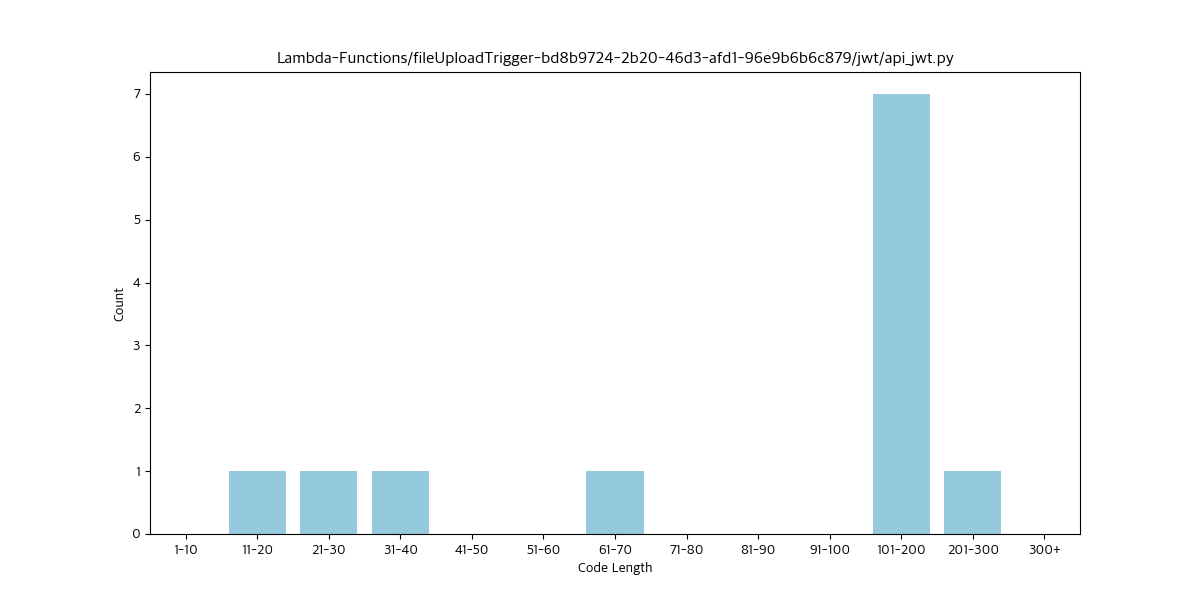 Lambda-Functions/fileUploadTrigger-bd8b9724-2b20-46d3-afd1-96e9b6b6c879/jwt/api_jwt.py
7
6
5
4
3
2
1
0
Count
1-10 11-20 21-30 31-40 41-50 51-60 61-70 71-80 81-90 91-100 101-200 201-300 300+
Code Length